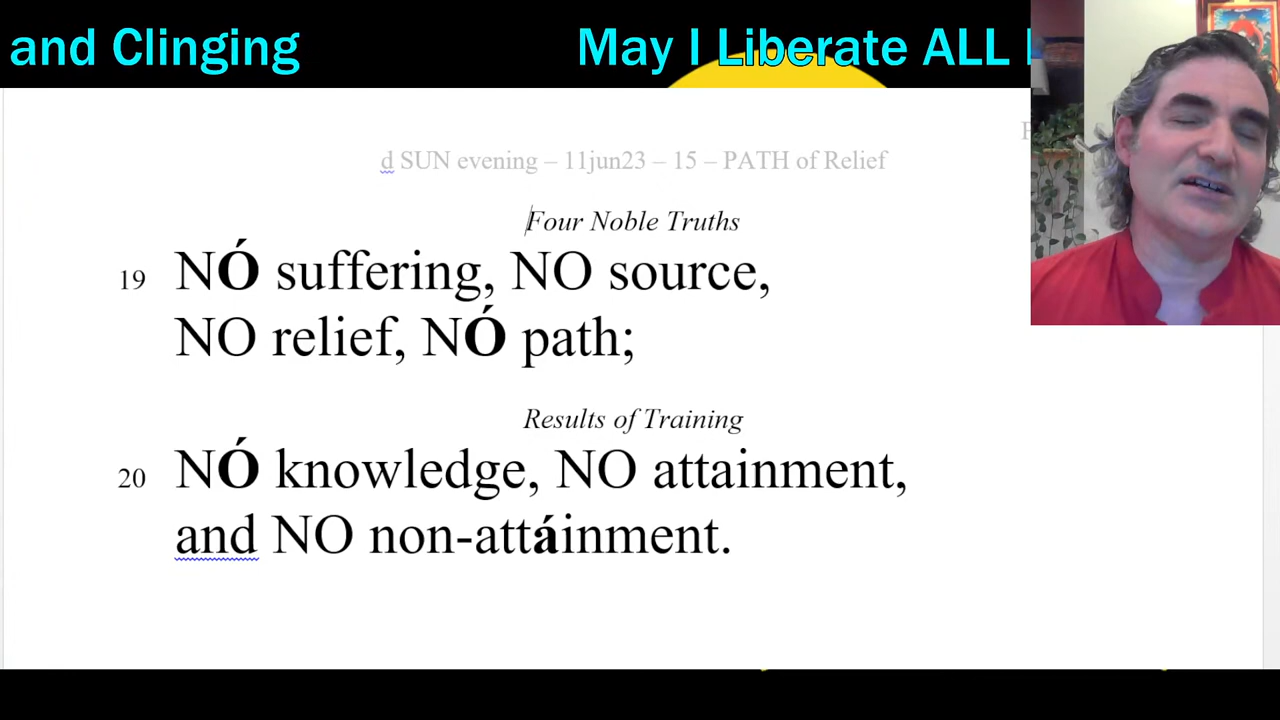 and Clinging May I Liberate ALL
d SUN evening – 11jun23 – 15 – PATH of Relief
Four Noble Truths
19 NÓ suffering, NO source,
NO relief, NÓ path;
Results of Training
20 NÓ knowledge, NO attainment,
and NO non-attáinment.